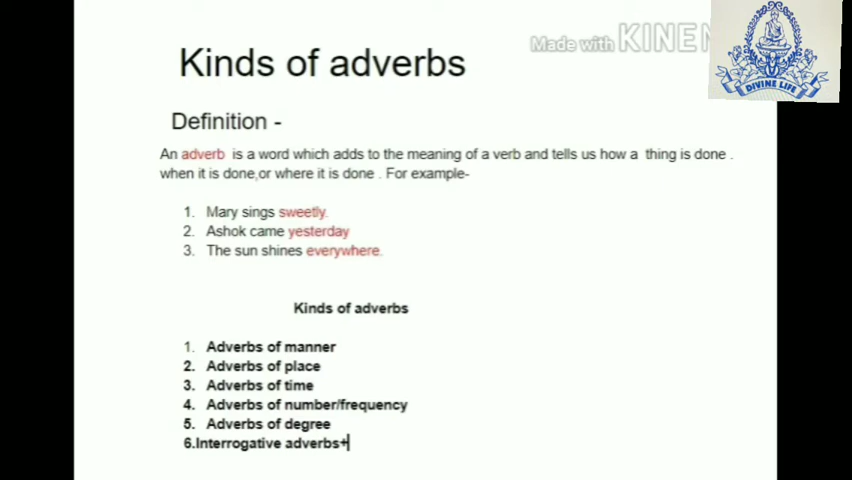 Made with KINEM
DIVINE LIFE
Kinds of adverbs
Definition -
An adverb is a word which adds to the meaning of a verb and tells us how a thing is done .
when it is done,or where it is done . For example-
1. Mary sings sweetly.
2. Ashok came yesterday
3. The sun shines everywhere.
Kinds of adverbs
1. Adverbs of manner
2. Adverbs of place
3. Adverbs of time
4. Adverbs of number/frequency
5. Adverbs of degree
6.Interrogative adverbs+